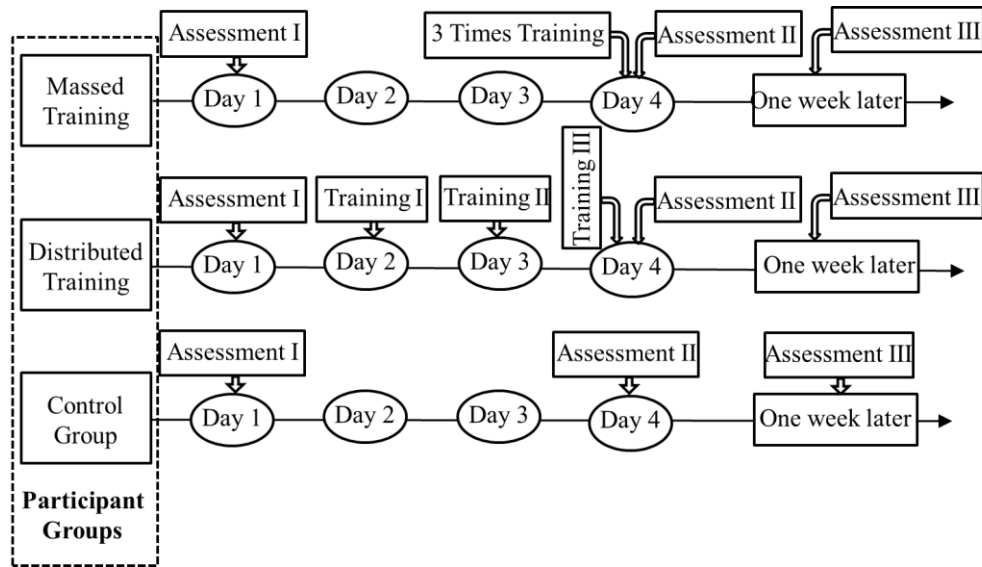 Assessment I
3 Times Training
Assessment II
Assessment III
Massed
Training
Day 1
Day 2
Day 3
Day 4
One week later
Assessment I
Training I
Training II
Training III
Assessment II
Assessment III
Distributed
Training
Day 1
Day 2
Day 3
Day 4
One week later
Assessment I
Assessment II
Assessment III
Control
Group
Day 1
Day 2
Day 3
Day 4
One week later
Participant
Groups